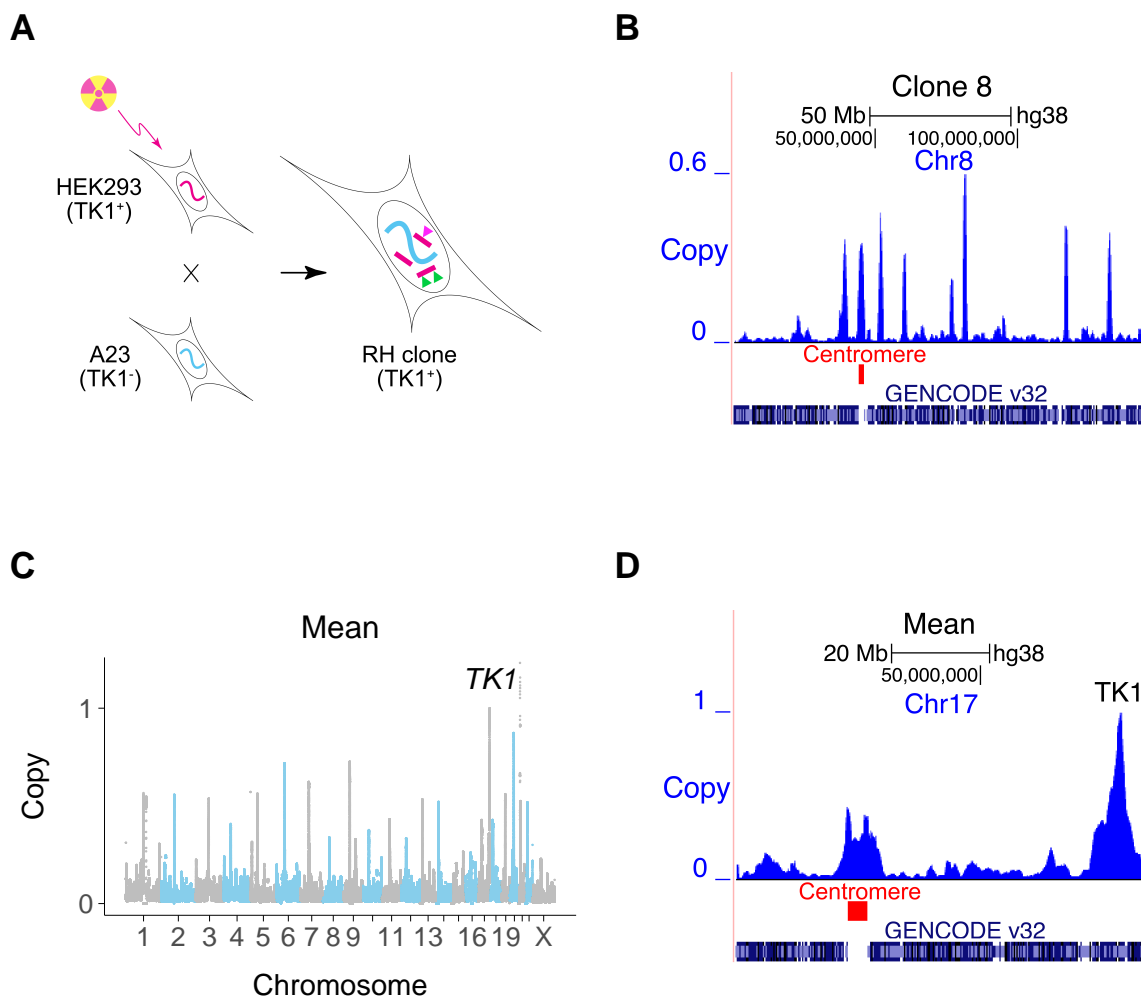 A
HEK293
(TK1+)
X
A23
(TK1-)
RH clone
(TK1+)
B
Clone 8
50 Mb hg38
50,000,000 100,000,000
Chr8
0.6
Copy
0
Centromere
GENCODE v32
C
Mean
TK1
1
Copy
0
1 2 3 4 5 6 7 8 9 11 13 16 19 X
Chromosome
D
Mean
20 Mb hg38
50,000,000
Chr17
TK1
1
Copy
0
Centromere
GENCODE v32